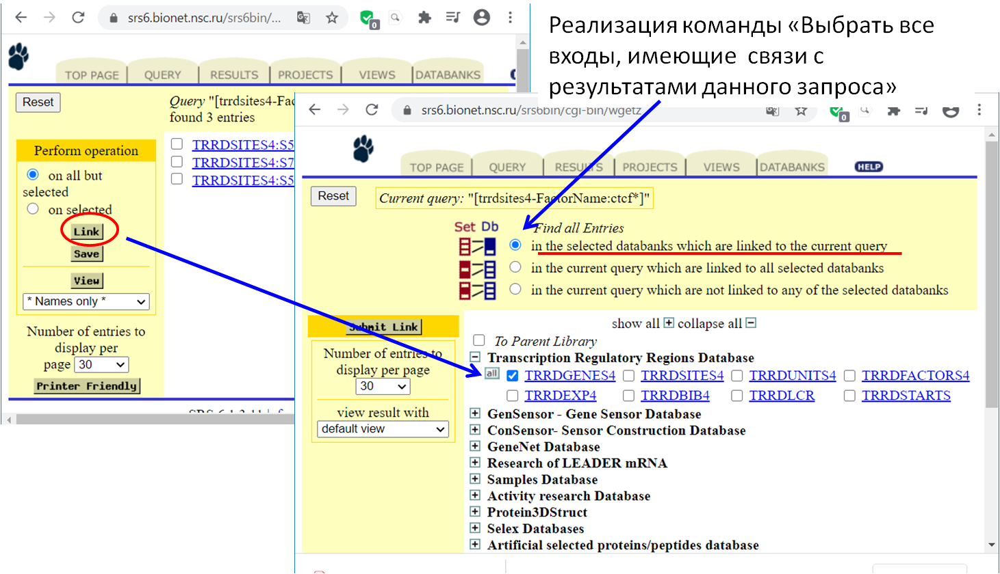 srs6.bionet.nsc.ru/srs6bin/...
0
TOP PAGE
QUERY
RESULTS
PROJECTS
VIEWS
DATABANKS
Reset
Query "[trrdsites4-Fac
found 3 entries
Perform operation
on all but
selected
on selected
Link
Save
View
* Names only *
Number of entries to
display per
page 30
Printer Friendly
TRRDSITES4:S5
TRRDSITES4:S7
TRRDSITES4:S5
Реализация команды «Выбрать все
входы, имеющие связи с
результатами данного запроса»
srs6.bionet.nsc.ru/srs6bin/cgi-bin/wgetz
0
TOP PAGE
QUERY
RESULTS
PROJECTS
VIEWS
DATABANKS
HELP
Reset
Current query: "[trrdsites4-FactorName:ctcf*]"
Set Db
Find all Entries
in the selected databanks which are linked to the current query
in the current query which are linked to all selected databanks
in the current query which are not linked to any of the selected databanks
Submit Link
Number of entries to
display per page
30
view result with
default view
show all + collapse all −
To Parent Library
Transcription Regulatory Regions Database
all
TRRDGENES4 TRRDSITES4 TRRDUNITS4 TRRDFACTORS4
TRRDEXP4 TRRDBIB4 TRRDLCR TRRDSTARTS
GenSensor - Gene Sensor Database
ConSensor- Sensor Construction Database
GeneNet Database
Research of LEADER mRNA
Samples Database
Activity research Database
Protein3DStruct
Selex Databases
Artificial selected proteins/peptides database